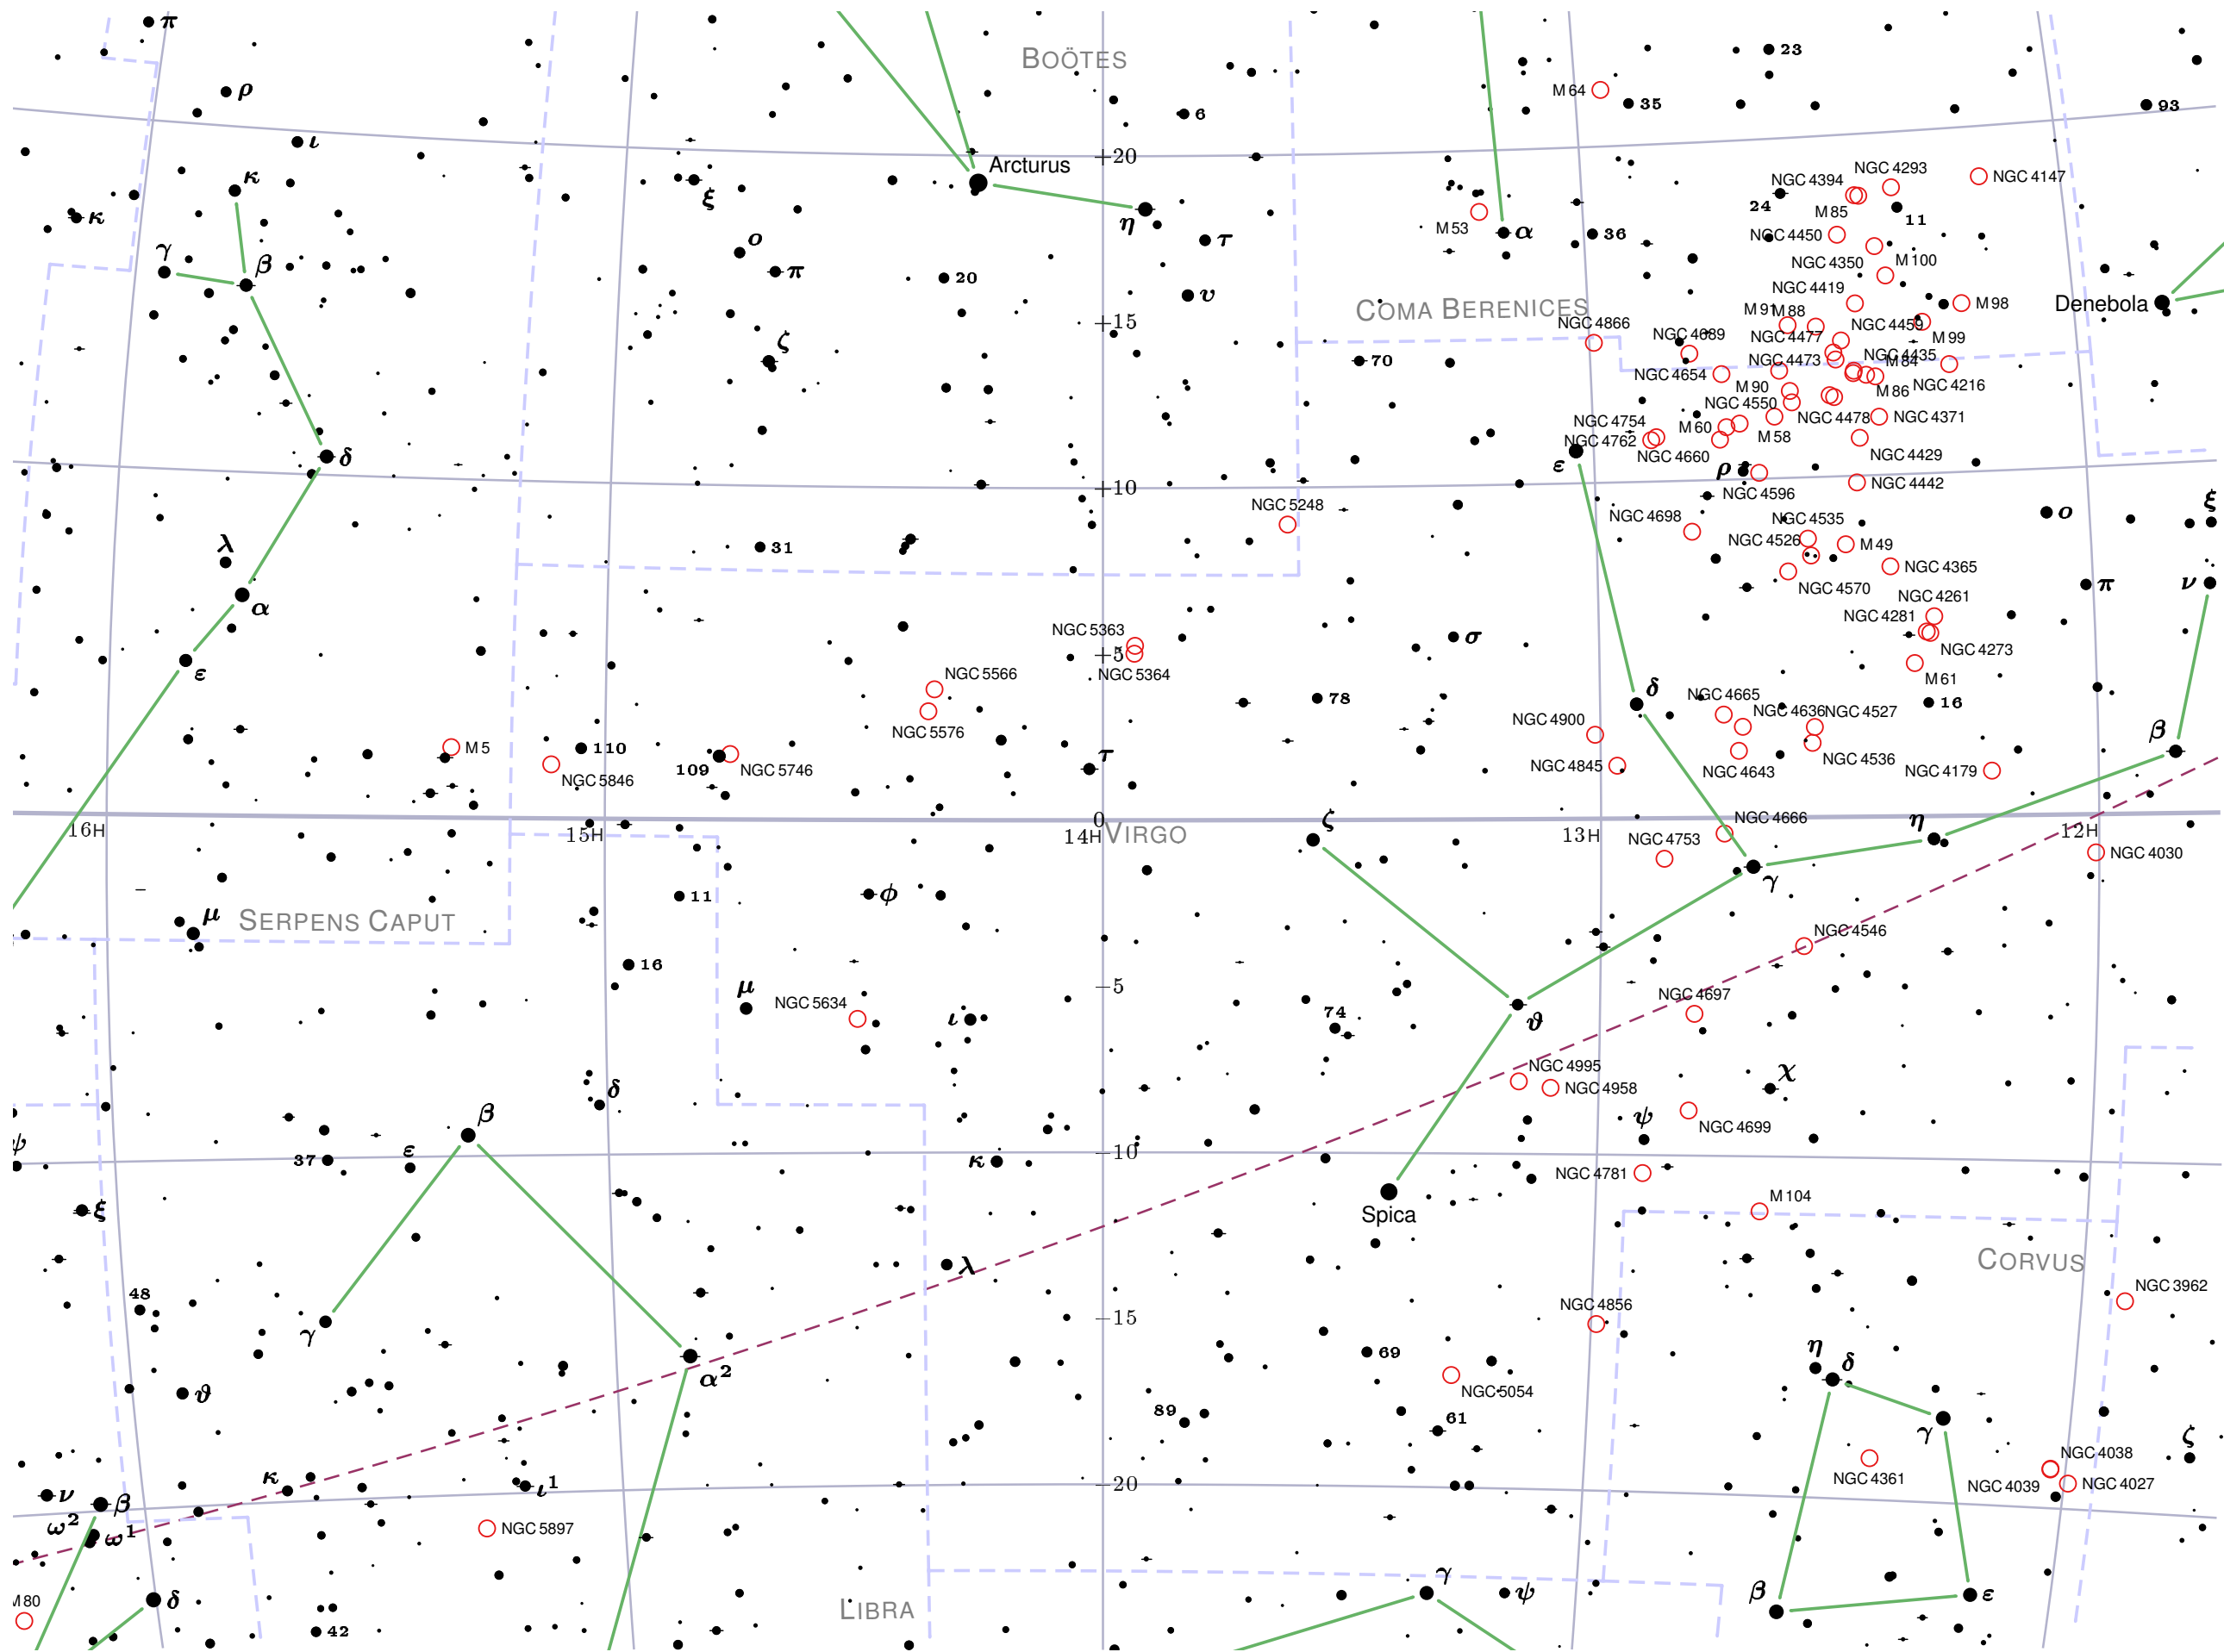 π
BOÖTES
23
ρ
M 64
35
93
6
ι
20
Arcturus
NGC 4293
NGC 4394
NGC 4147
κ
κ
ξ
24
M 85
11
η
M 53
α
36
τ
NGC 4450
γ
β
ο
π
NGC 4350
M 100
20
υ
NGC 4419
COMA BERENICES
M 91
M 88
M 98
Denebola
15
NGC 4866
NGC 4689
NGC 4477
NGC 4459
M 99
ζ
70
NGC 4473
NGC 4435
M 84
NGC 4654
M 90
M 86
NGC 4216
NGC 4550
NGC 4754
NGC 4478
NGC 4371
M 60
M 58
NGC 4762
NGC 4660
NGC 4429
δ
ε
ρ
10
NGC 4442
NGC 4596
NGC 5248
NGC 4698
NGC 4535
ο
ξ
λ
31
NGC 4526
M 49
NGC 4365
NGC 4570
π
ν
α
NGC 4261
NGC 4281
NGC 5363
σ
5
NGC 4273
ε
NGC 5566
NGC 5364
M 61
δ
NGC 4665
78
16
NGC 5576
NGC 4900
NGC 4636
NGC 4527
β
M 5
110
109
NGC 5746
τ
NGC 5846
NGC 4845
NGC 4643
NGC 4536
NGC 4179
0
ζ
NGC 4666
η
16H
15H
14H
VIRGO
13H
12H
NGC 4753
NGC 4030
γ
μ
SERPENS CAPUT
11
φ
NGC 4546
16
−5
μ
NGC 5634
ι
74
ϑ
NGC 4697
NGC 4995
NGC 4958
χ
δ
β
ψ
NGC 4699
ψ
37
ε
κ
−10
NGC 4781
ξ
M 104
Spica
CORVUS
λ
48
NGC 3962
γ
−15
NGC 4856
69
η
δ
α²
NGC 5054
ϑ
89
61
γ
ζ
NGC 4038
κ
ι¹
−20
NGC 4361
NGC 4039
NGC 4027
ν
β
ω²
ω¹
NGC 5897
M 80
δ
γ
ψ
β
ε
LIBRA
42